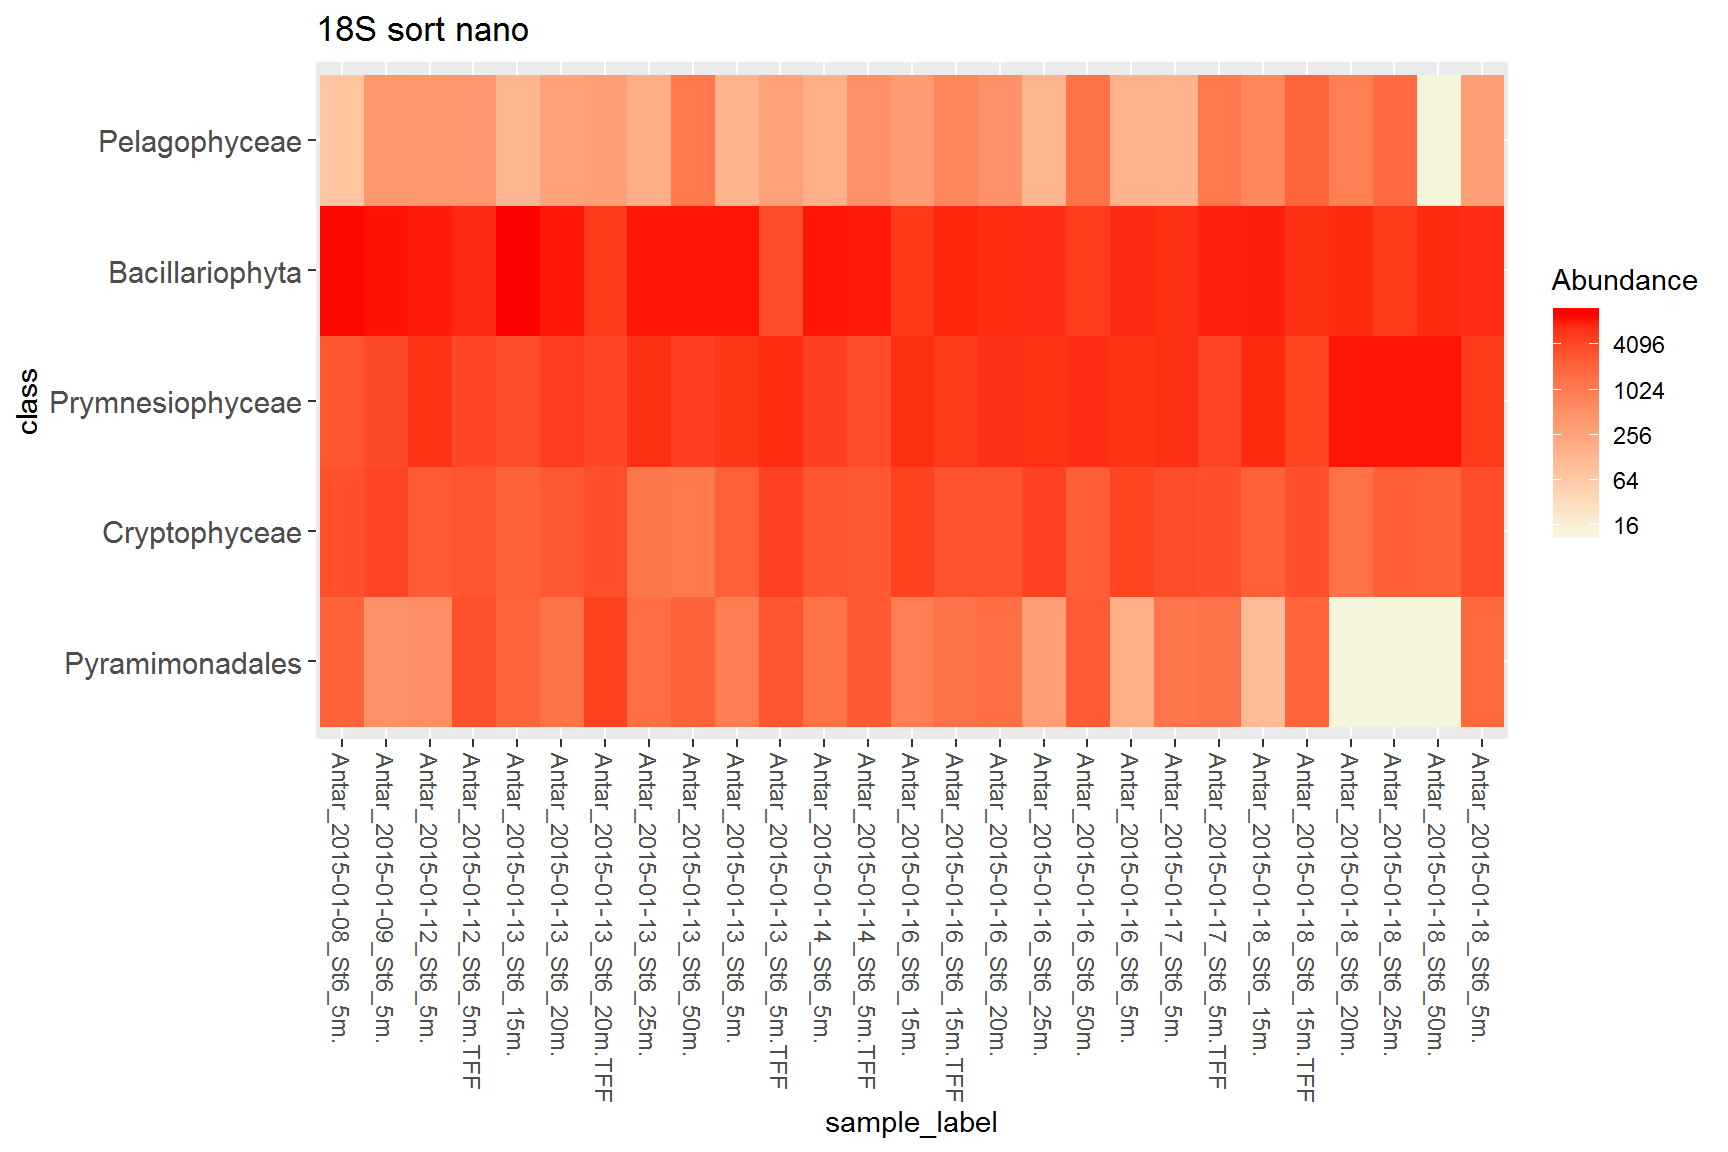 18S sort nano
class
Pelagophyceae
Bacillariophyta
Prymnesiophyceae
Cryptophyceae
Pyramimonadales
Abundance
4096
1024
256
64
16
Antar_2015-01-08_St6_5m.
Antar_2015-01-09_St6_5m.
Antar_2015-01-12_St6_5m.
Antar_2015-01-12_St6_5m.TFF
Antar_2015-01-13_St6_15m.
Antar_2015-01-13_St6_20m.
Antar_2015-01-13_St6_20m.TFF
Antar_2015-01-13_St6_25m.
Antar_2015-01-13_St6_50m.
Antar_2015-01-13_St6_5m.
Antar_2015-01-13_St6_5m.TFF
Antar_2015-01-14_St6_5m.
Antar_2015-01-14_St6_5m.TFF
Antar_2015-01-16_St6_15m.
Antar_2015-01-16_St6_15m.TFF
Antar_2015-01-16_St6_20m.
Antar_2015-01-16_St6_25m.
Antar_2015-01-16_St6_50m.
Antar_2015-01-16_St6_5m.
Antar_2015-01-17_St6_5m.
Antar_2015-01-17_St6_5m.TFF
Antar_2015-01-18_St6_15m.
Antar_2015-01-18_St6_15m.TFF
Antar_2015-01-18_St6_20m.
Antar_2015-01-18_St6_25m.
Antar_2015-01-18_St6_50m.
Antar_2015-01-18_St6_5m.
sample_label